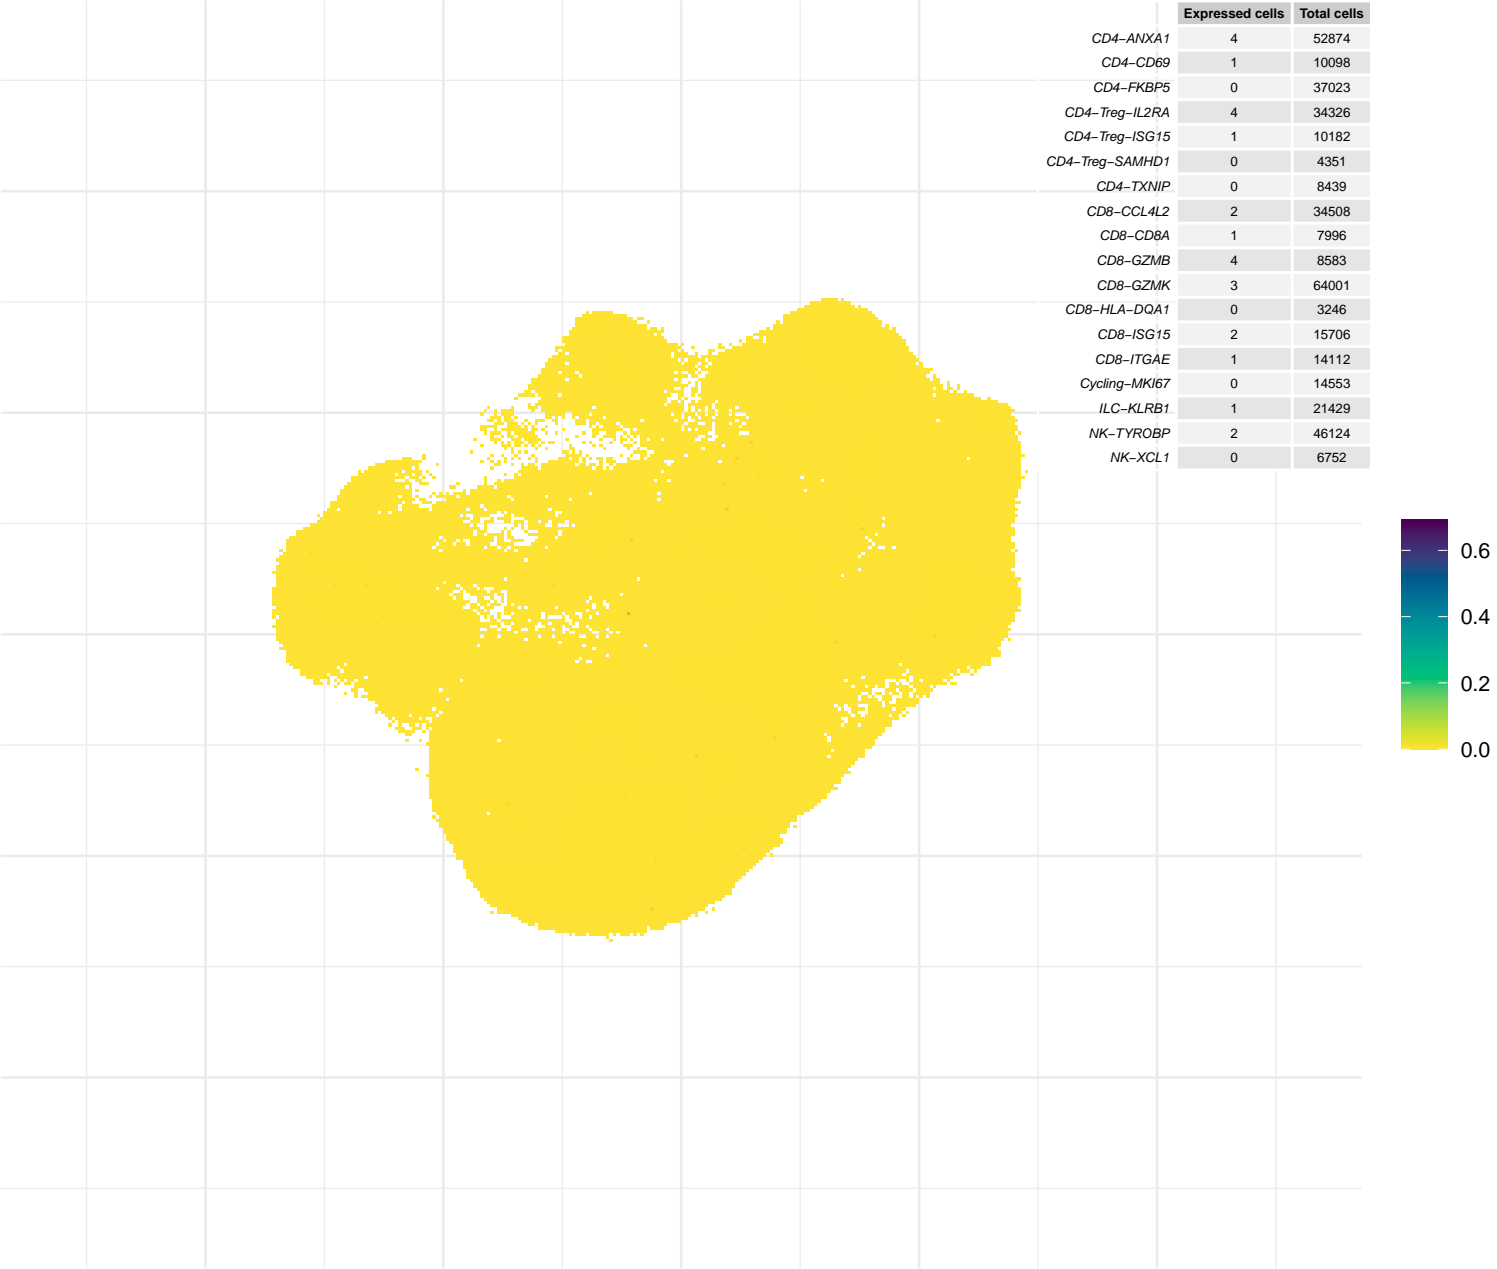 Expressed cells Total cells
CD4−ANXA1 4 52874
CD4−CD69 1 10098
CD4−FKBP5 0 37023
CD4−Treg−IL2RA 4 34326
CD4−Treg−ISG15 1 10182
CD4−Treg−SAMHD1 0 4351
CD4−TXNIP 0 8439
CD8−CCL4L2 2 34508
CD8−CD8A 1 7996
CD8−GZMB 4 8583
CD8−GZMK 3 64001
CD8−HLA−DQA1 0 3246
CD8−ISG15 2 15706
CD8−ITGAE 1 14112
Cycling−MKI67 0 14553
ILC−KLRB1 1 21429
NK−TYROBP 2 46124
NK−XCL1 0 6752
0.6
0.4
0.2
0.0